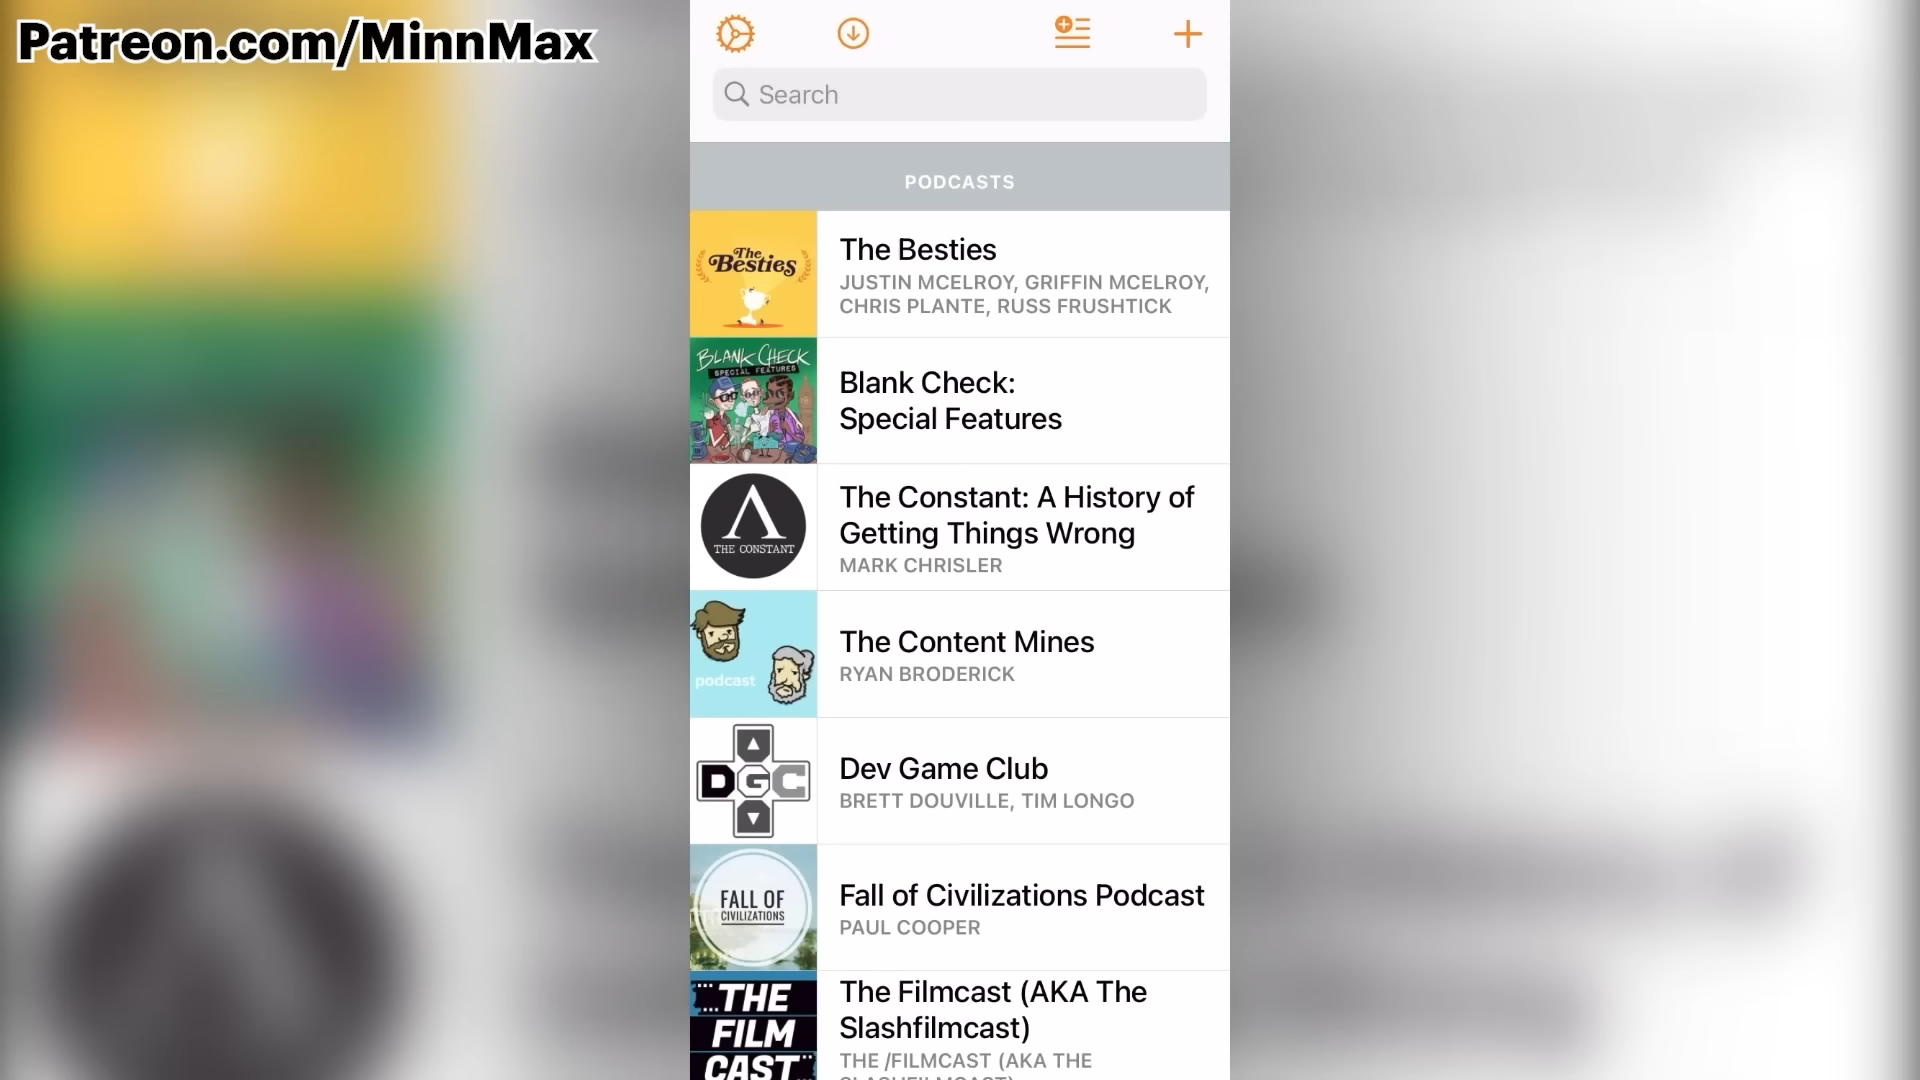 Patreon.com/MinnMax
Search
PODCASTS
The
Besties
The Besties
JUSTIN MCELROY, GRIFFIN MCELROY,
CHRIS PLANTE, RUSS FRUSHTICK
BLANK CHECK
SPECIAL FEATURES
Blank Check:
Special Features
THE CONSTANT
The Constant: A History of
Getting Things Wrong
MARK CHRISLER
podcast
The Content Mines
RYAN BRODERICK
DGC
Dev Game Club
BRETT DOUVILLE, TIM LONGO
FALL OF
CIVILIZATIONS
Fall of Civilizations Podcast
PAUL COOPER
THE
FILM
CAST
The Filmcast (AKA The
Slashfilmcast)
THE /FILMCAST (AKA THE
SLASHFILMCAST)